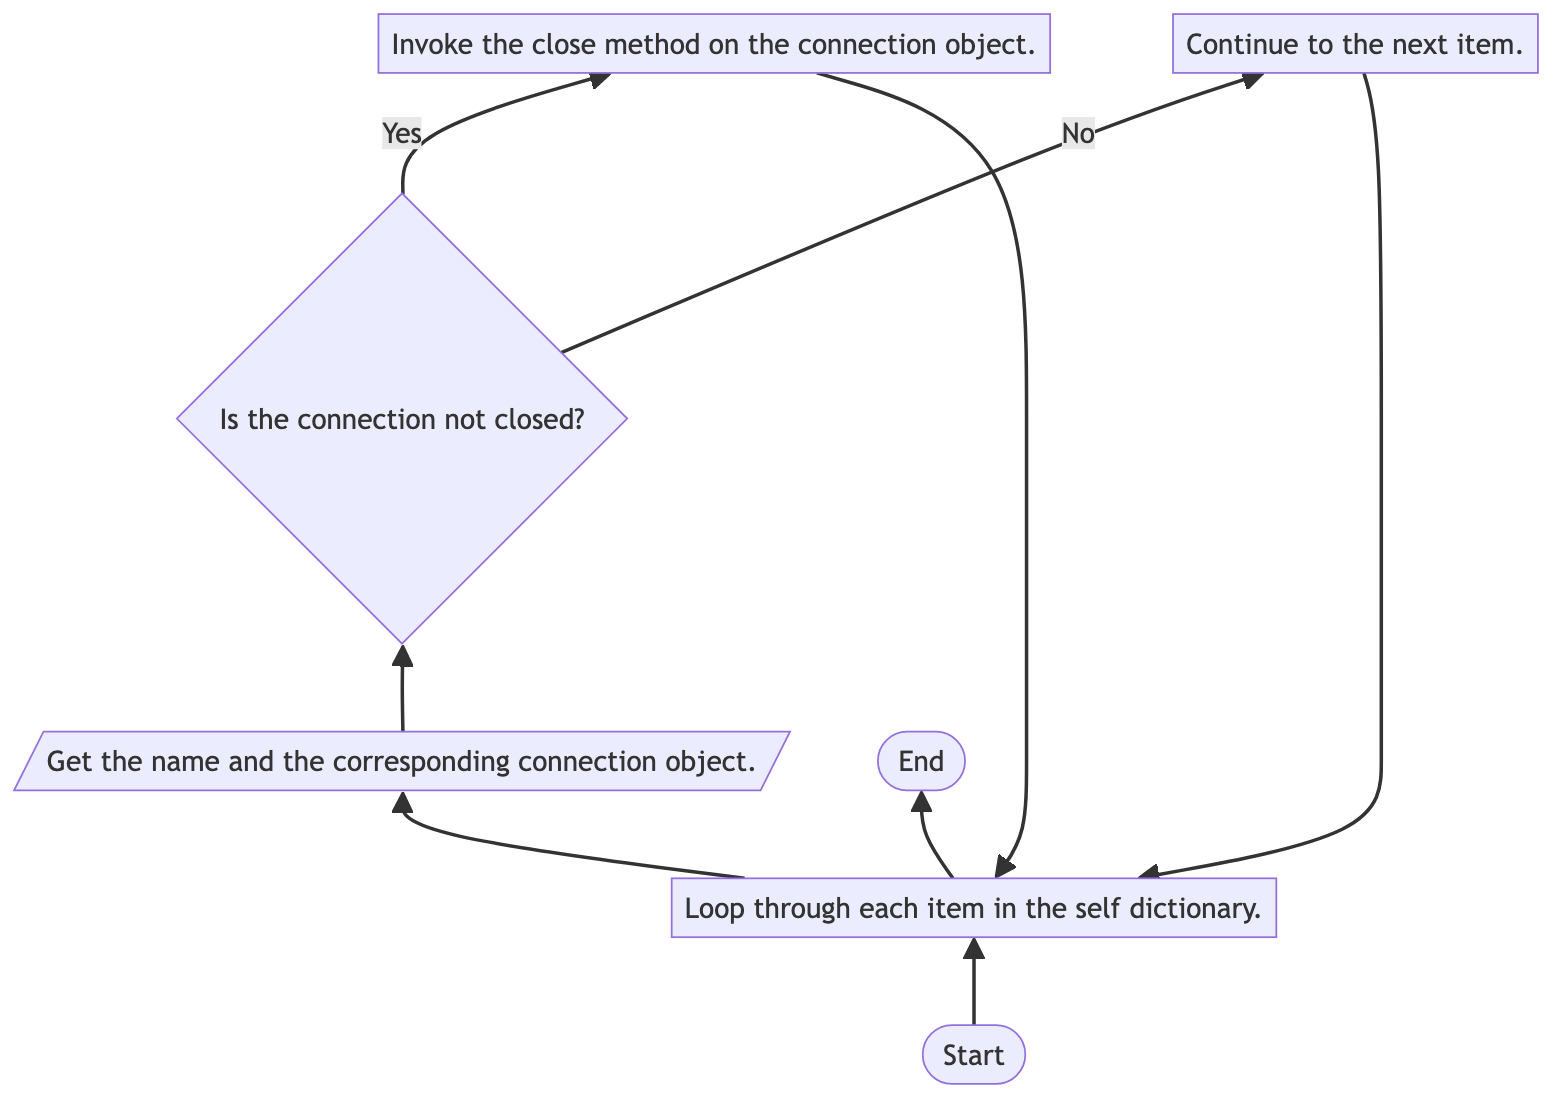 Invoke the close method on the connection object.
Continue to the next item.
Yes
No
Is the connection not closed?
Get the name and the corresponding connection object.
End
Loop through each item in the self dictionary.
Start